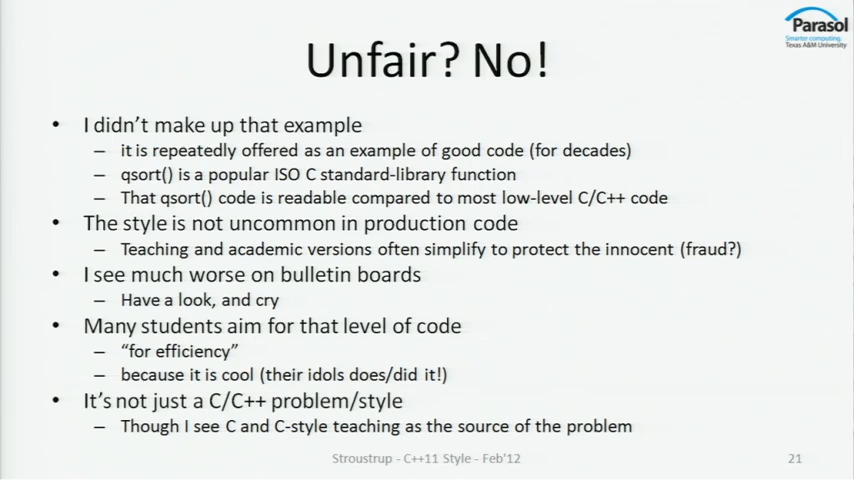 Parasol
Smarter computing.
Texas A&M University
Unfair? No!
• I didn't make up that example
– it is repeatedly offered as an example of good code (for decades)
– qsort() is a popular ISO C standard-library function
– That qsort() code is readable compared to most low-level C/C++ code
• The style is not uncommon in production code
– Teaching and academic versions often simplify to protect the innocent (fraud?)
• I see much worse on bulletin boards
– Have a look, and cry
• Many students aim for that level of code
– “for efficiency”
– because it is cool (their idols does/did it!)
• It's not just a C/C++ problem/style
– Though I see C and C-style teaching as the source of the problem
Stroustrup - C++11 Style - Feb'12
21